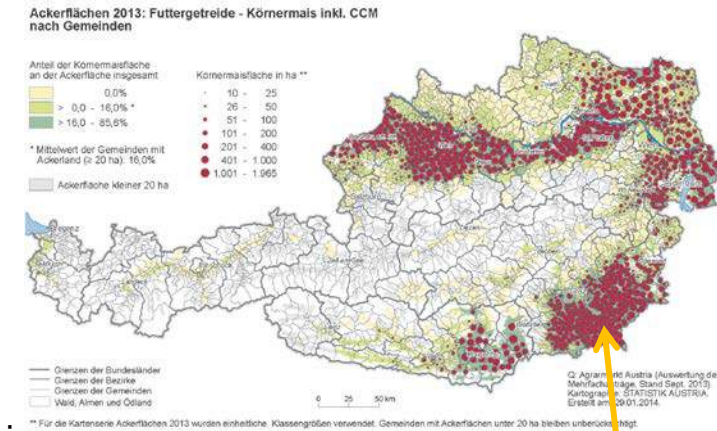 Ackerflächen 2013: Futtergetreide - Körnermais inkl. CCM
nach Gemeinden
Anteil der Körnermaisfläche
an der Ackerfläche insgesamt
0,0%
> 0,0 - 16,0% *
> 16,0 - 85,6%
* Mittelwert der Gemeinden mit
Ackerland (≥ 20 ha): 16,0%
Ackerfläche kleiner 20 ha
Körnermaisfläche in ha **
10 - 25
26 - 50
51 - 100
101 - 200
201 - 400
401 - 1.000
1.001 - 1.965
Salzburg
Bregenz
Grenzen der Bundesländer
Grenzen der Bezirke
Grenzen der Gemeinden
Wald, Almen und Ödland
0 25 50 km
Q: Agrarmarkt Austria (Auswertung der
Mehrfachanträge, Stand Sept. 2013)
Kartographie: STATISTIK AUSTRIA.
Erstellt am 29.01.2014.
** Für die Kartenserie Ackerflächen 2013 wurden einheitliche Klassengrößen verwendet. Gemeinden mit Ackerflächen unter 20 ha bleiben unberücksichtigt.